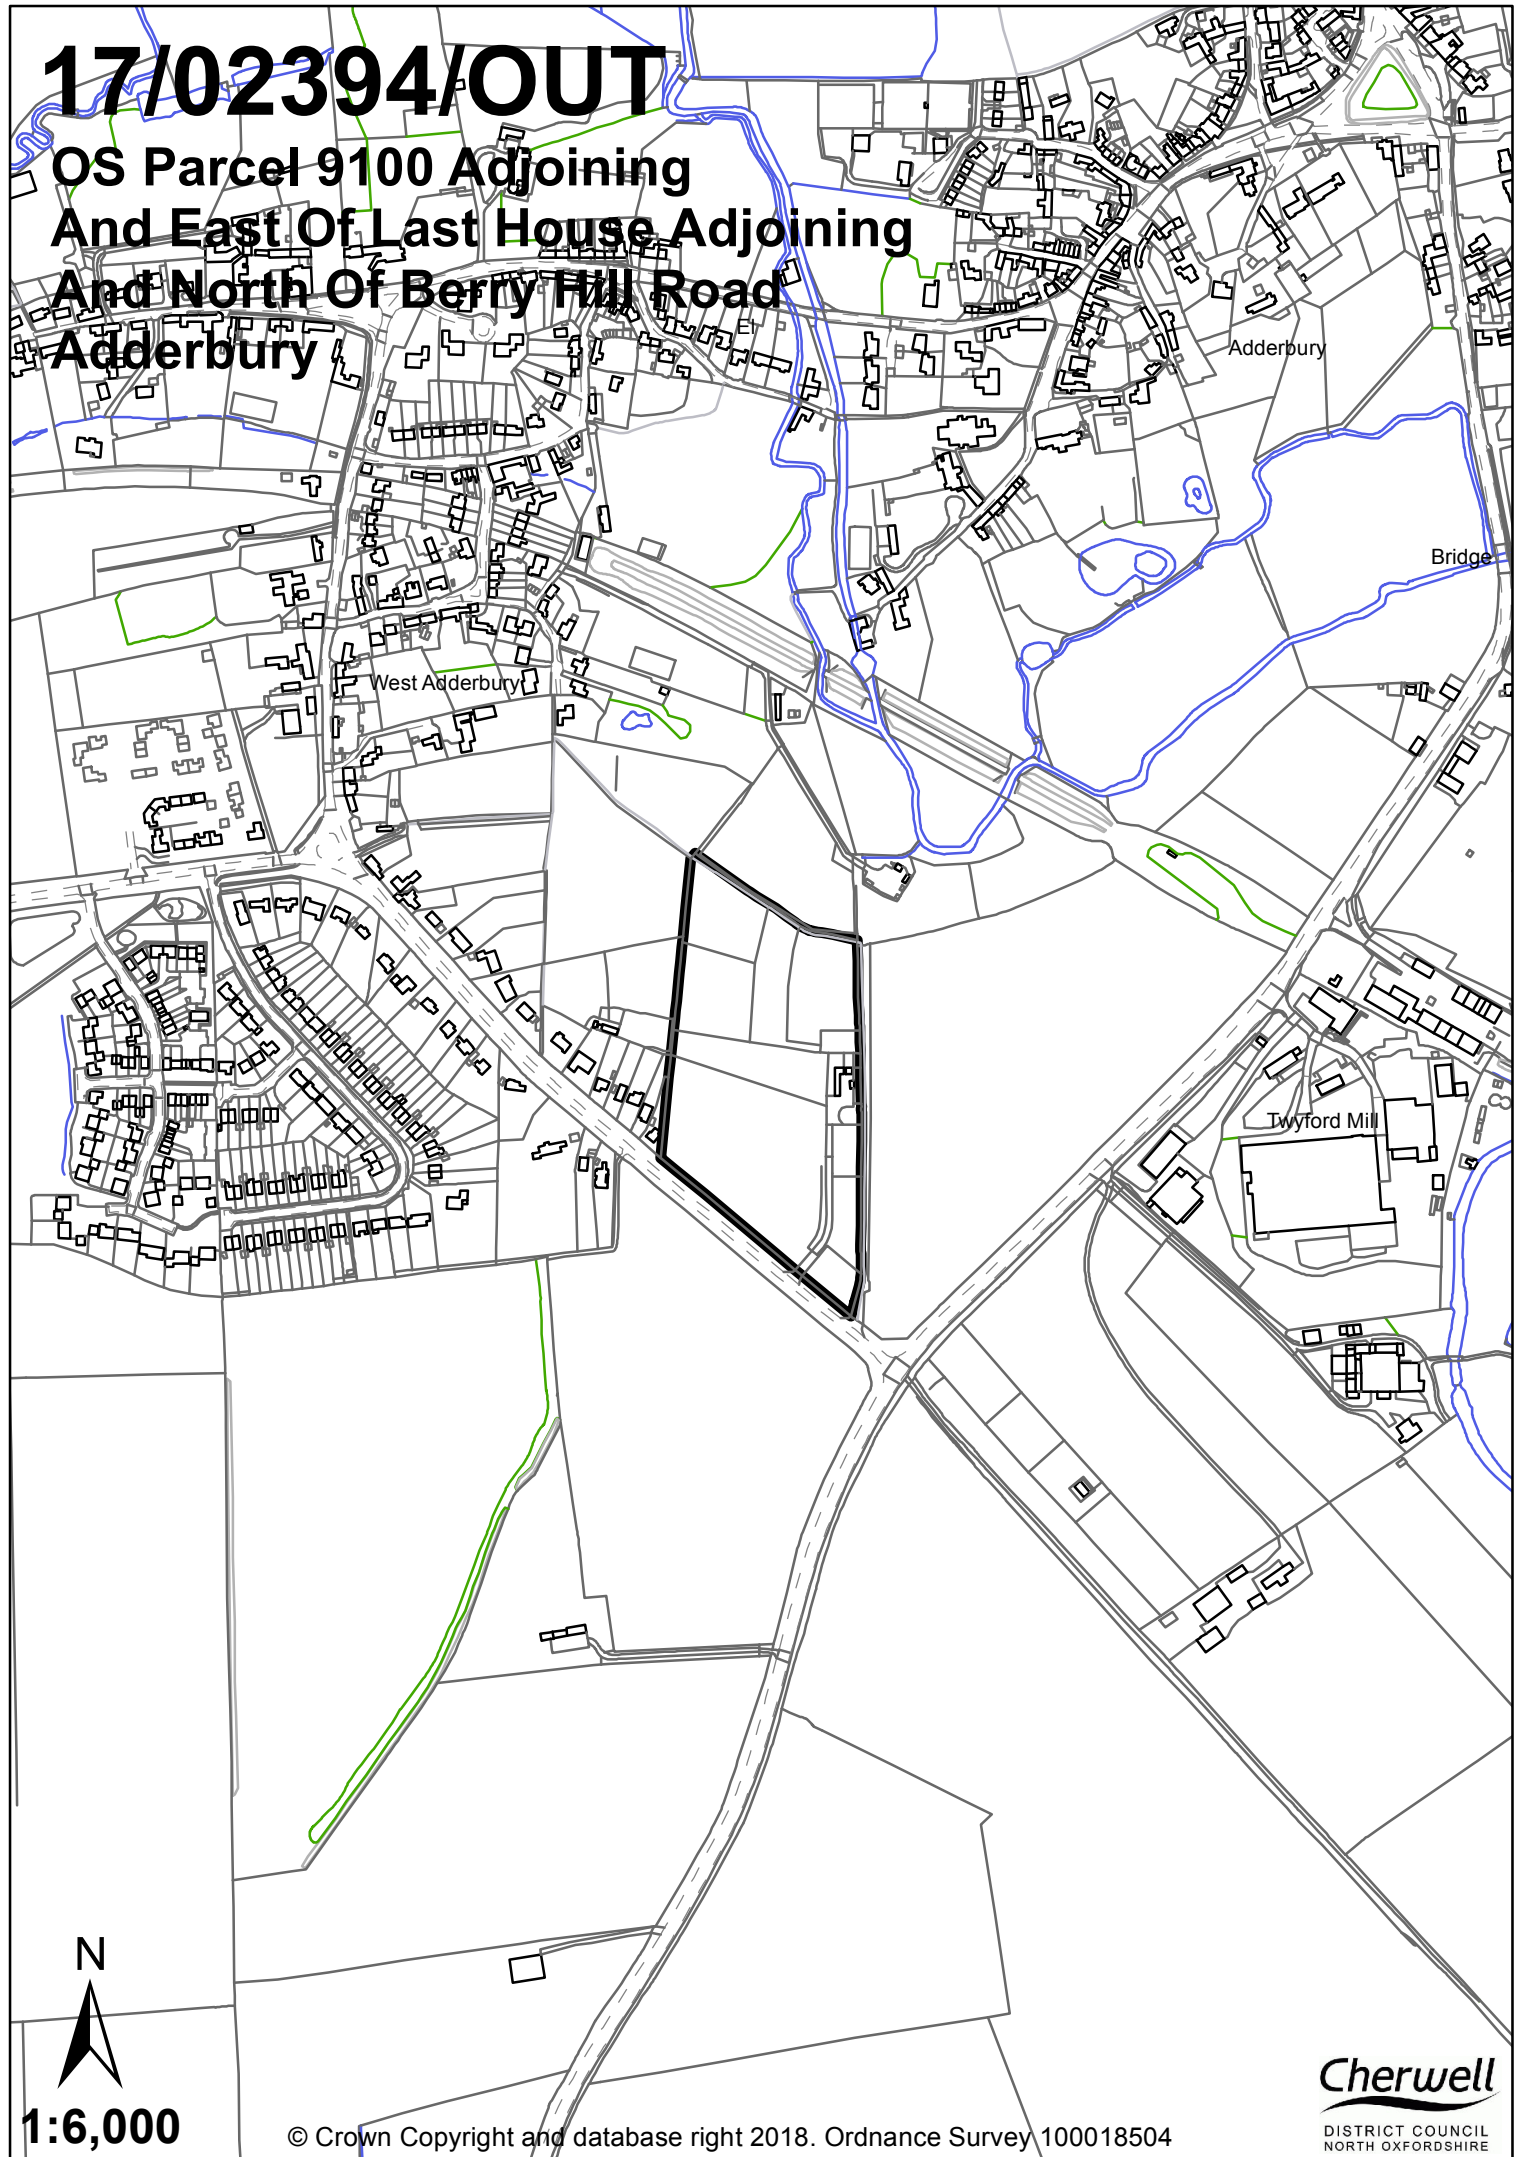 17/02394/OUT
OS Parcel 9100 Adjoining
And East Of Last House Adjoining
And North Of Berry Hill Road
Adderbury
El
Adderbury
Bridge
West Adderbury
Twyford Mill
N
1:6,000
© Crown Copyright and database right 2018. Ordnance Survey 100018504
Cherwell
DISTRICT COUNCIL
NORTH OXFORDSHIRE